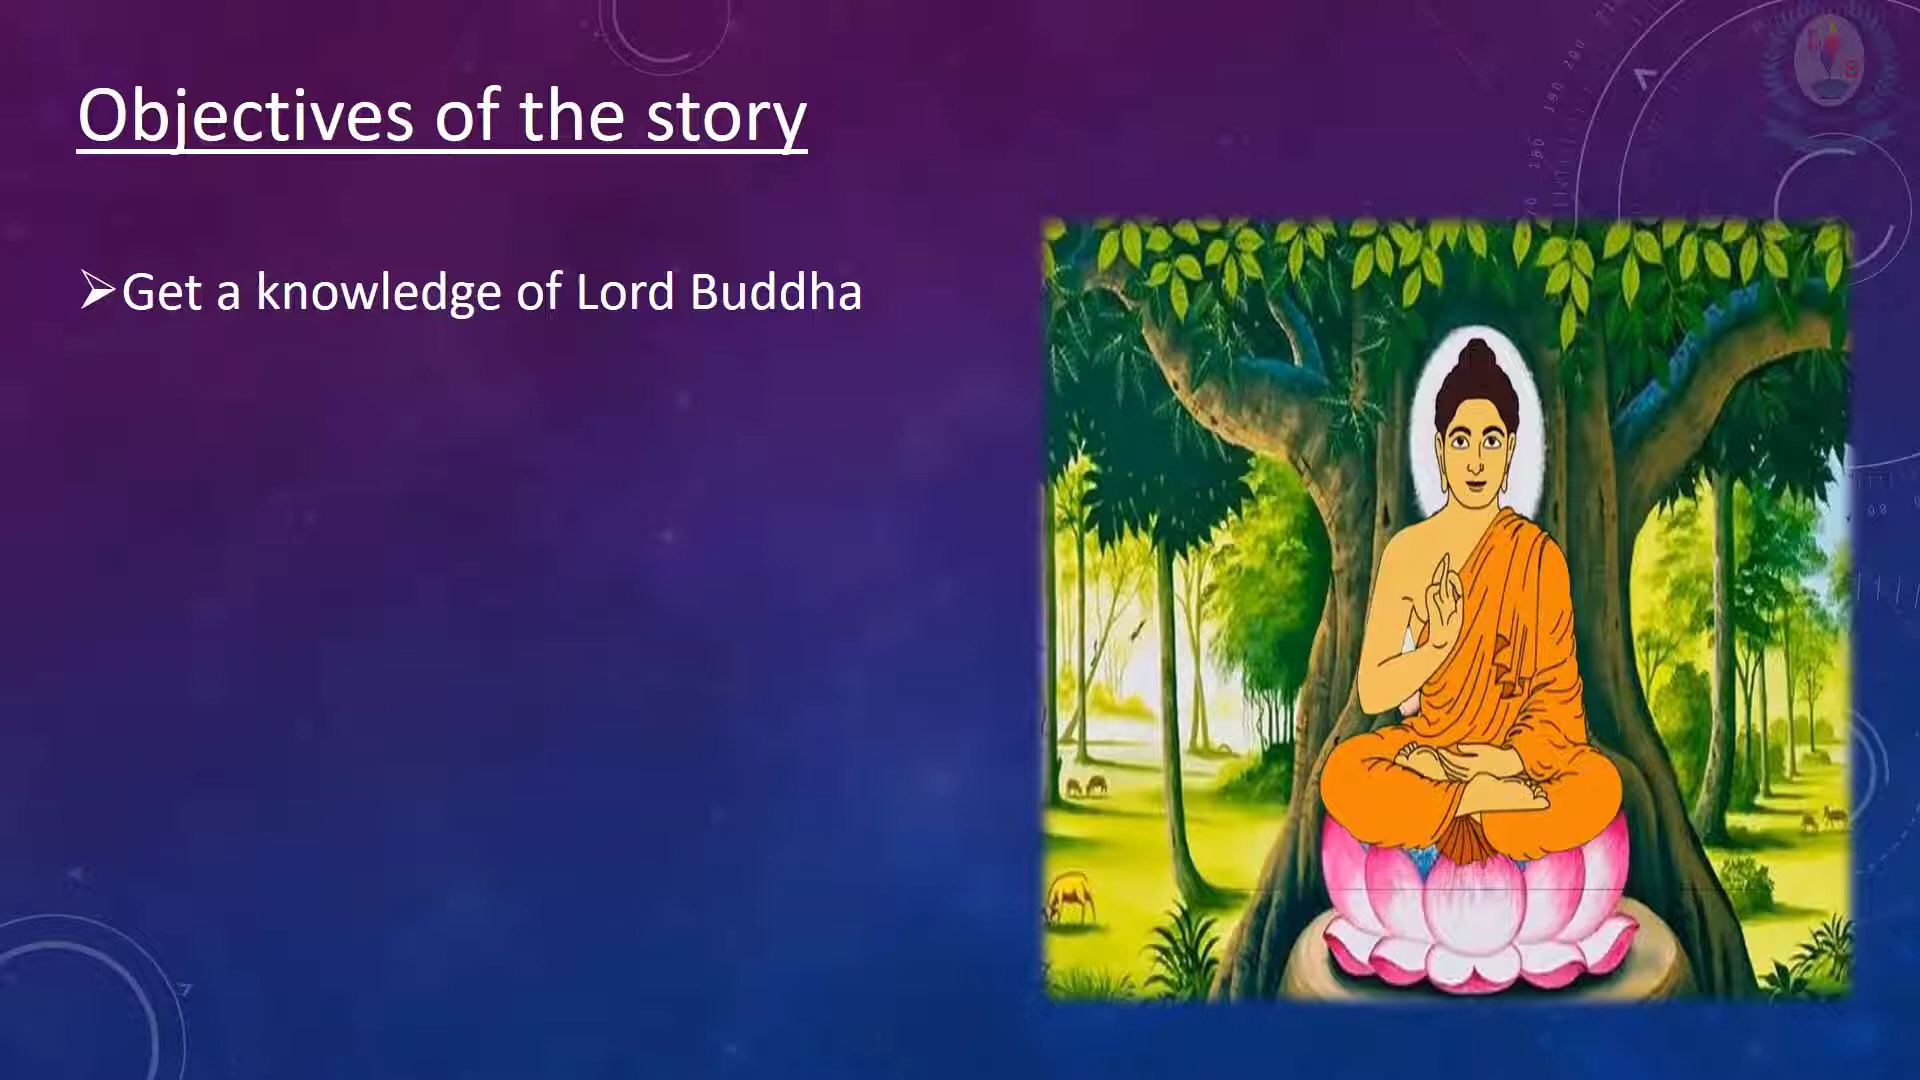 Objectives of the story
➢Get a knowledge of Lord Buddha